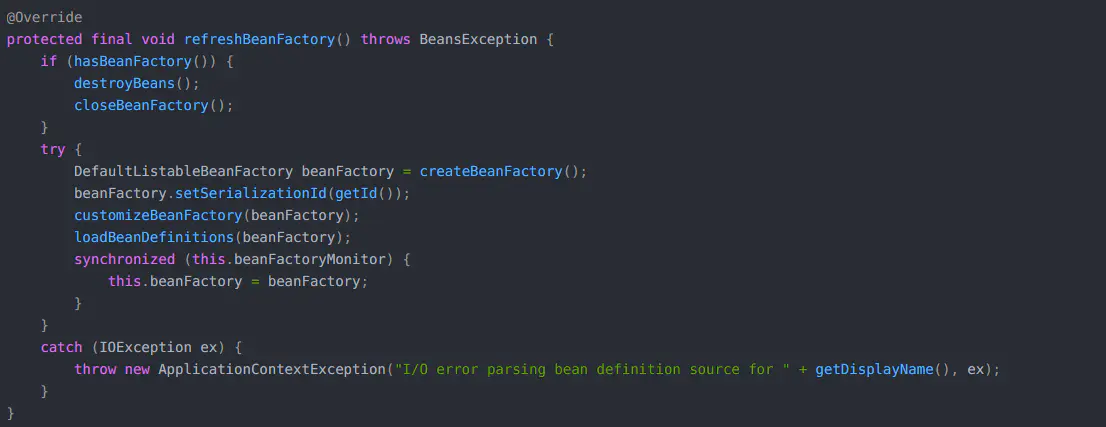 @Override
protected final void refreshBeanFactory() throws BeansException {
    if (hasBeanFactory()) {
        destroyBeans();
        closeBeanFactory();
    }
    try {
        DefaultListableBeanFactory beanFactory = createBeanFactory();
        beanFactory.setSerializationId(getId());
        customizeBeanFactory(beanFactory);
        loadBeanDefinitions(beanFactory);
        synchronized (this.beanFactoryMonitor) {
            this.beanFactory = beanFactory;
        }
    }
    catch (IOException ex) {
        throw new ApplicationContextException("I/O error parsing bean definition source for " + getDisplayName(), ex);
    }
}